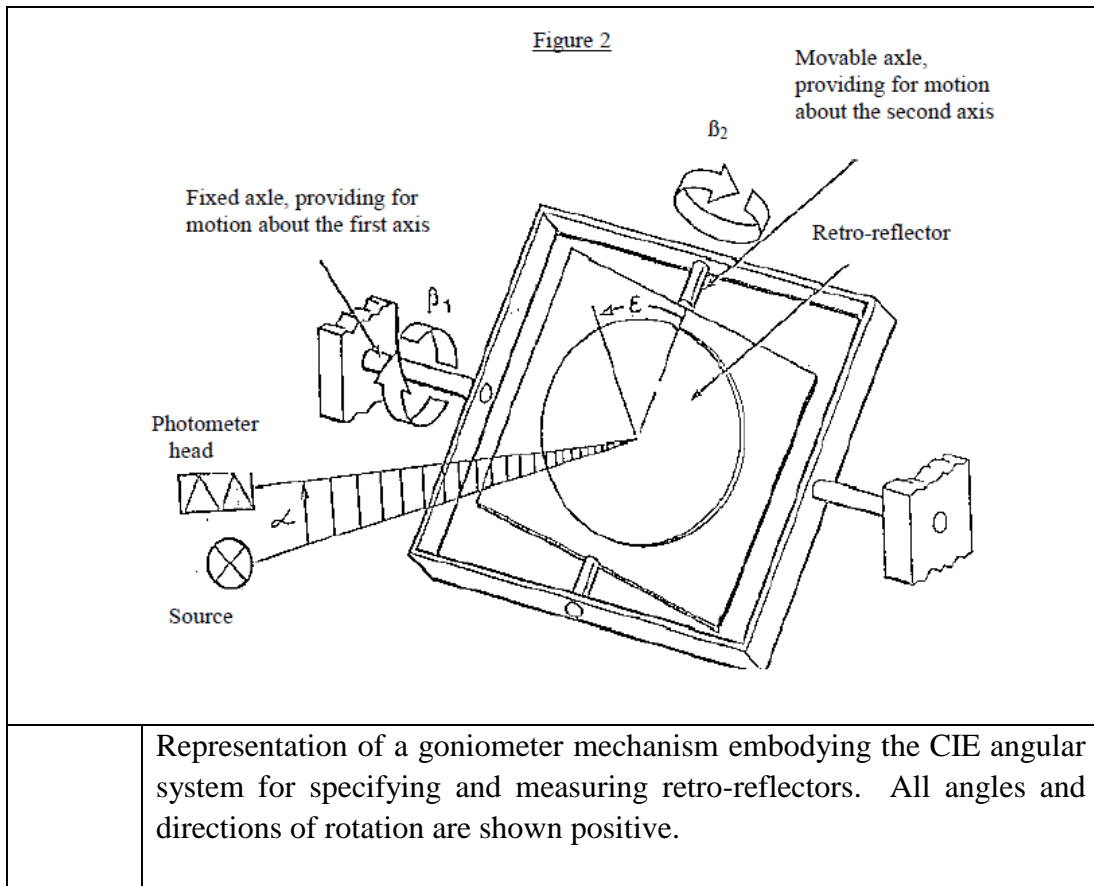 Figure 2
Movable axle,
providing for motion
about the second axis
ß₂
Fixed axle, providing for
motion about the first axis
Retro-reflector
β₁
ε
Photometer
head
α
Source
Representation of a goniometer mechanism embodying the CIE angular
system for specifying and measuring retro-reflectors.  All angles and
directions of rotation are shown positive.